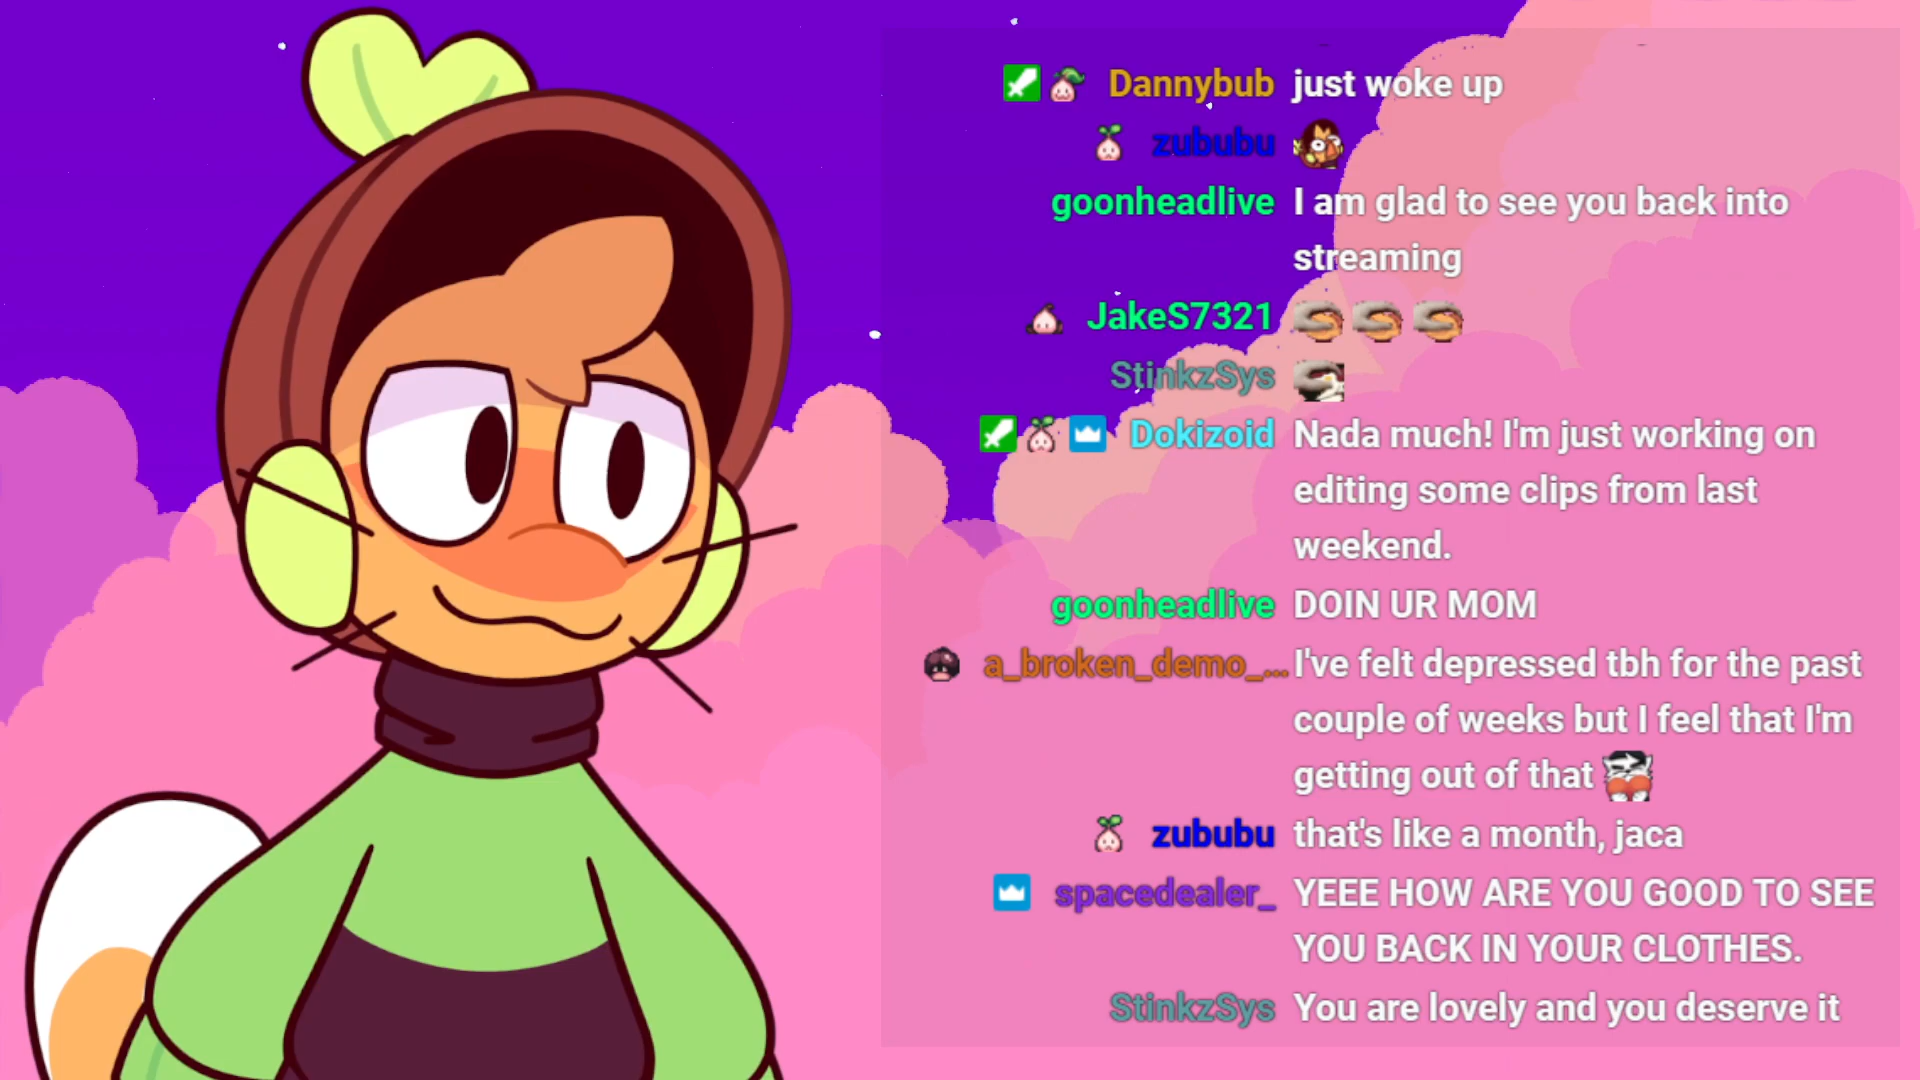 Dannybub just woke up
zububu
goonheadlive I am glad to see you back into
streaming
JakeS7321
StinkzSys
Dokizoid Nada much! I'm just working on
editing some clips from last
weekend.
goonheadlive DOIN UR MOM
a_broken_demo_... I've felt depressed tbh for the past
couple of weeks but I feel that I'm
getting out of that
zububu that's like a month, jaca
spacedealer_ YEEE HOW ARE YOU GOOD TO SEE
YOU BACK IN YOUR CLOTHES.
StinkzSys You are lovely and you deserve it